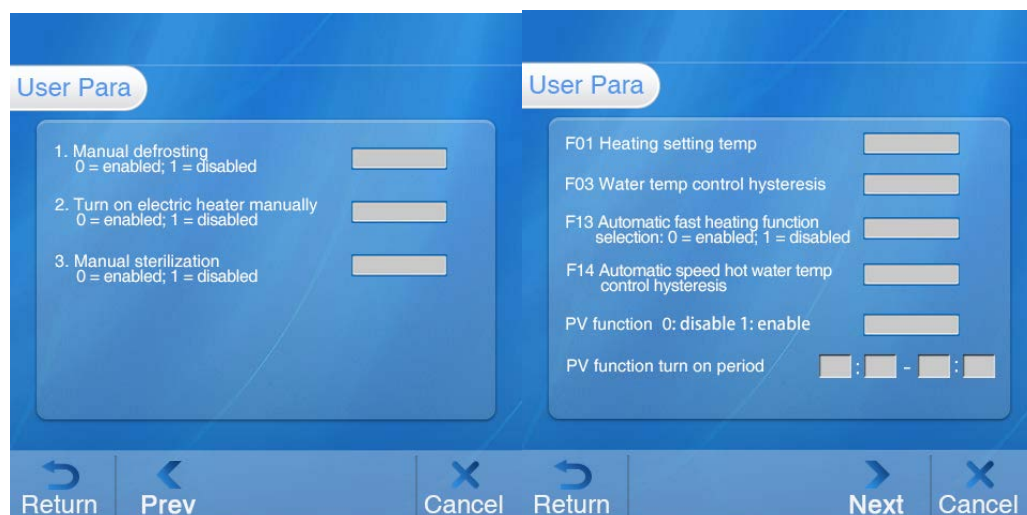 User Para
1. Manual defrosting
0 = enabled; 1 = disabled
2. Turn on electric heater manually
0 = enabled; 1 = disabled
3. Manual sterilization
0 = enabled; 1 = disabled
Return
Prev
Cancel
User Para
F01 Heating setting temp
F03 Water temp control hysteresis
F13 Automatic fast heating function
selection: 0 = enabled; 1 = disabled
F14 Automatic speed hot water temp
control hysteresis
PV function 0: disable 1: enable
PV function turn on period : - :
Return
Next
Cancel